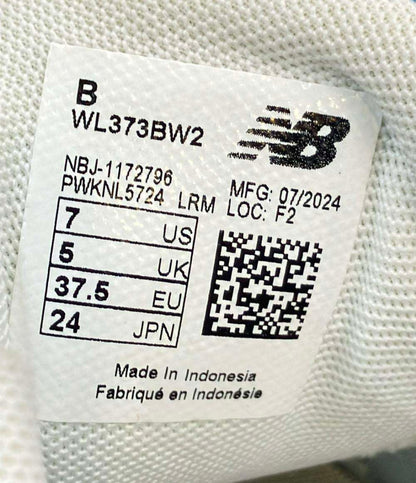 B
WL373BW2
NB
NBJ-1172796
PWKNL5724 LRM
MFG: 07/2024
LOC: F2
7 US
5 UK
37.5 EU
24 JPN
Made In Indonesia
Fabriqué en Indonésie